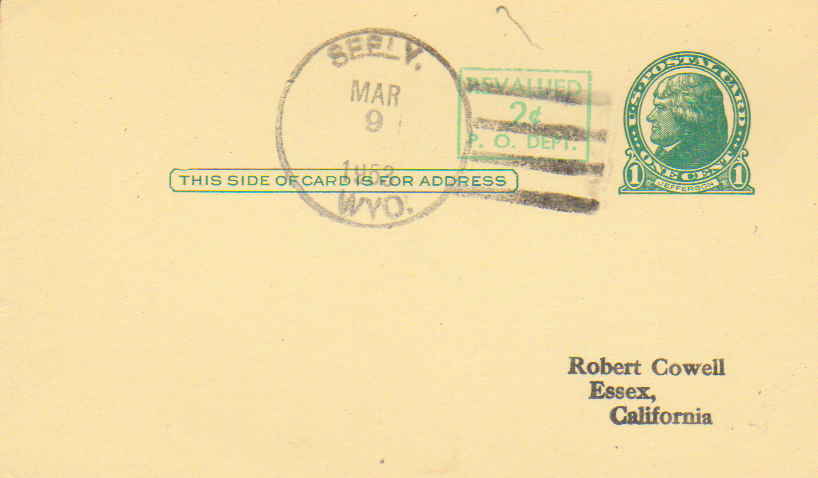 SEELY.
MAR
9
1953
WYO.
REVALUED
2¢
P. O. DEPT.
U·S·POSTAL CARD
1 ONE CENT 1
JEFFERSON
THIS SIDE OF CARD IS FOR ADDRESS
Robert Cowell
Essex,
California